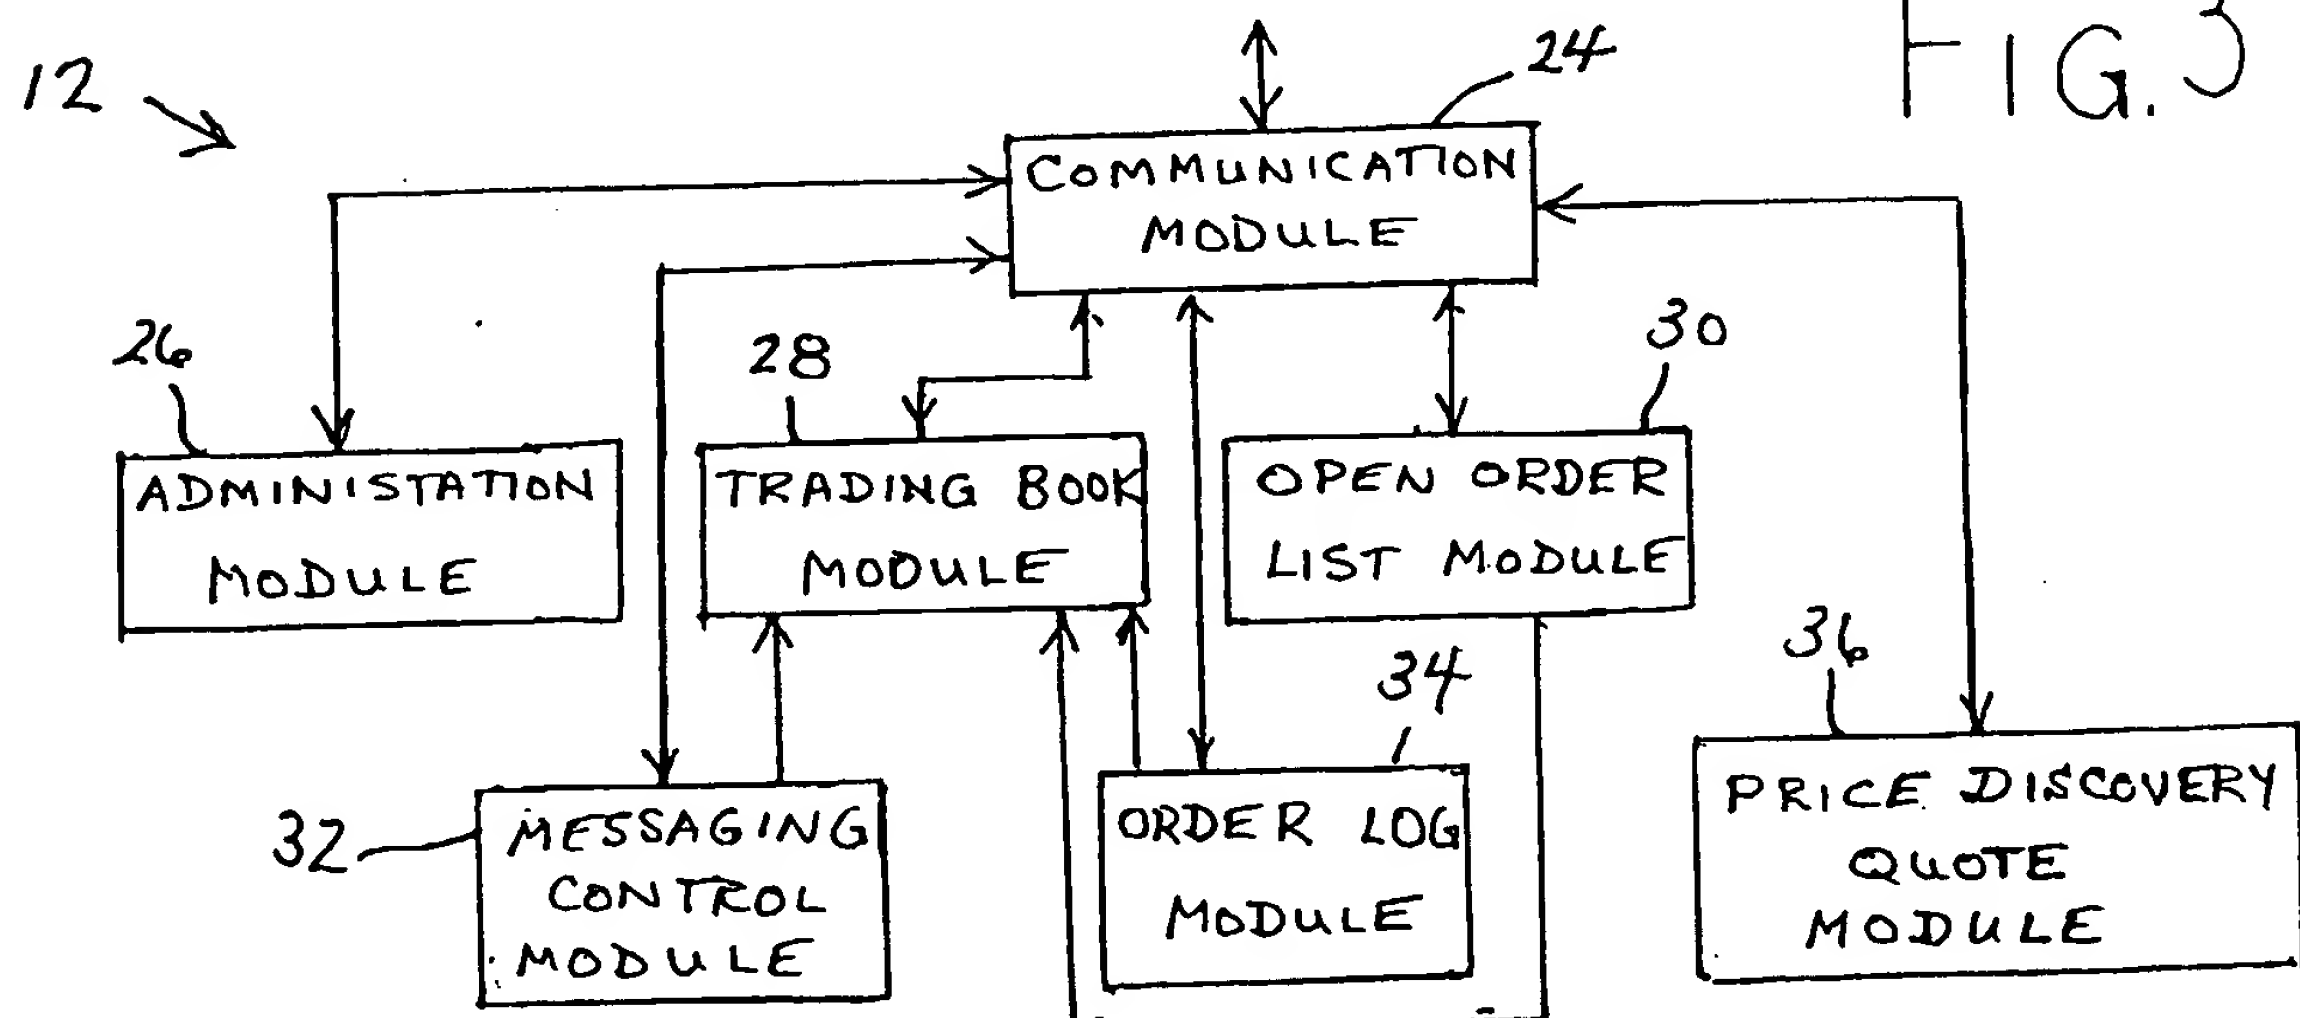 FIG. 3
12
24
COMMUNICATION
MODULE
26
28
30
ADMINISTATION
MODULE
TRADING BOOK
MODULE
OPEN ORDER
LIST MODULE
34
36
32
MESSAGING
CONTROL
MODULE
ORDER LOG
MODULE
PRICE DISCOVERY
QUOTE
MODULE